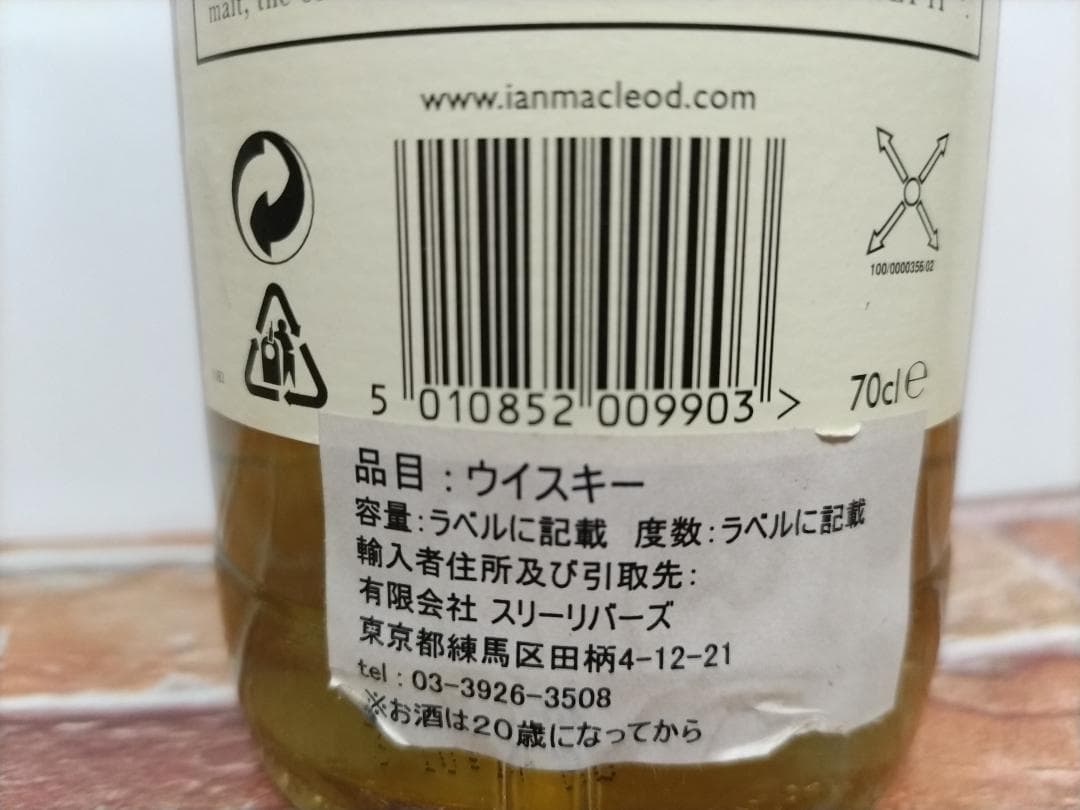 malt, the
www.ianmacleod.com
100/0000356/02
5 010852 009903 >
70cl e
品目:ウイスキー
容量:ラベルに記載 度数:ラベルに記載
輸入者住所及び引取先:
有限会社 スリーリバーズ
東京都練馬区田柄4-12-21
tel:03-3926-3508
※お酒は20歳になってから